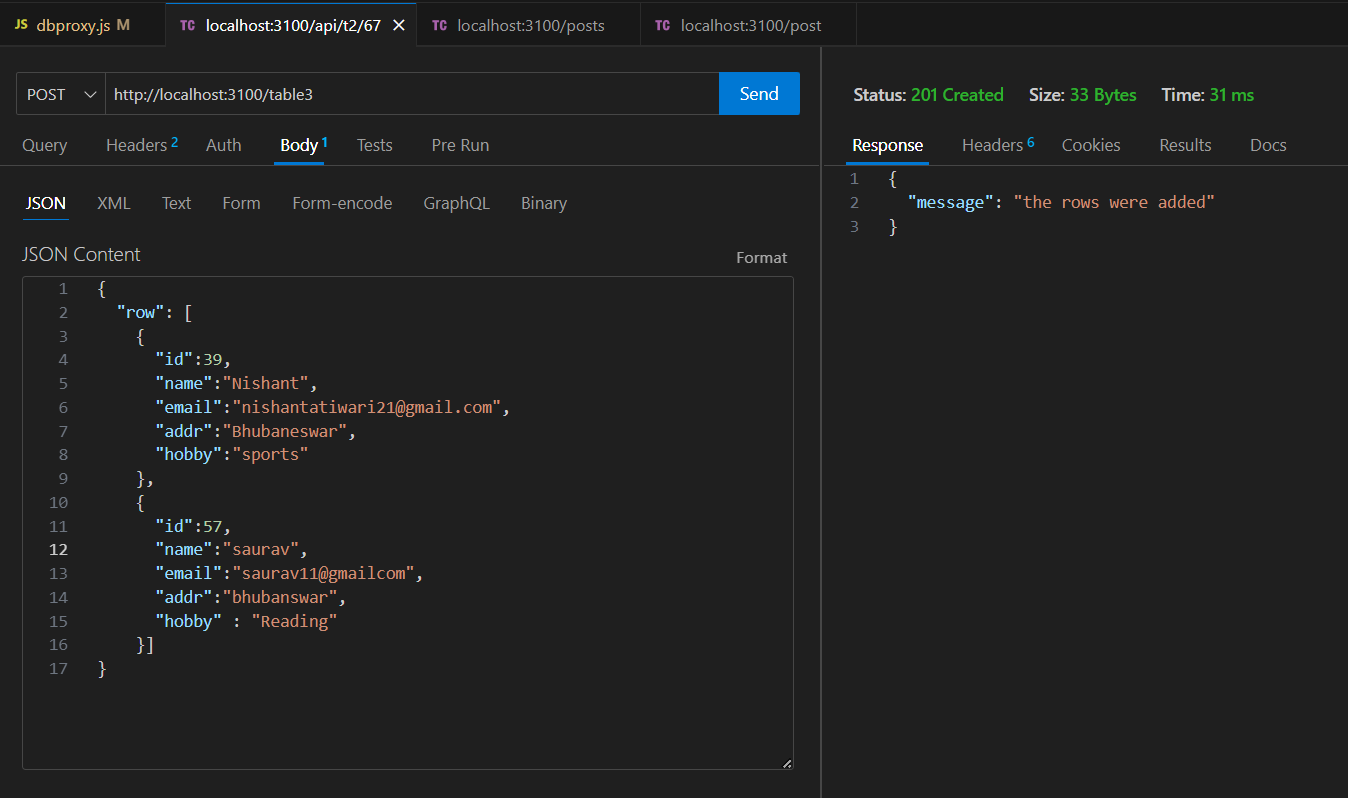 JS dbproxy.js M
TC localhost:3100/api/t2/67
TC localhost:3100/posts
TC localhost:3100/post
POST http://localhost:3100/table3 Send
Query Headers 2 Auth Body 1 Tests Pre Run
JSON XML Text Form Form-encode GraphQL Binary
JSON Content
Format
1 {
2 "row": [
3 {
4 "id":39,
5 "name":"Nishant",
6 "email":"nishantatiwari21@gmail.com",
7 "addr":"Bhubaneswar",
8 "hobby":"sports"
9 },
10 {
11 "id":57,
12 "name":"saurav",
13 "email":"saurav11@gmailcom",
14 "addr":"bhubanswar",
15 "hobby" : "Reading"
16 }]
17 }
Status: 201 Created Size: 33 Bytes Time: 31 ms
Response Headers 6 Cookies Results Docs
1 {
2 "message": "the rows were added"
3 }